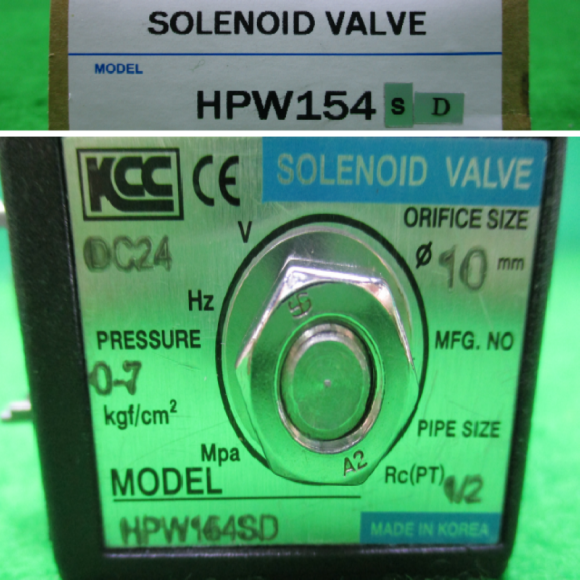 SOLENOID VALVE
MODEL
HPW154 S D
KCC CE SOLENOID VALVE
ORIFICE SIZE
DC24 V
ø 10 mm
Hz
PRESSURE
MFG. NO
0-7
kgf/cm²
PIPE SIZE
Mpa
A2
Rc(PT) 1/2
MODEL
HPW154SD
MADE IN KOREA